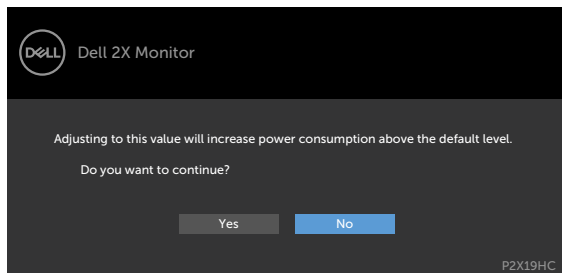 DELL
Dell 2X Monitor
Adjusting to this value will increase power consumption above the default level.
Do you want to continue?
Yes No
P2X19HC